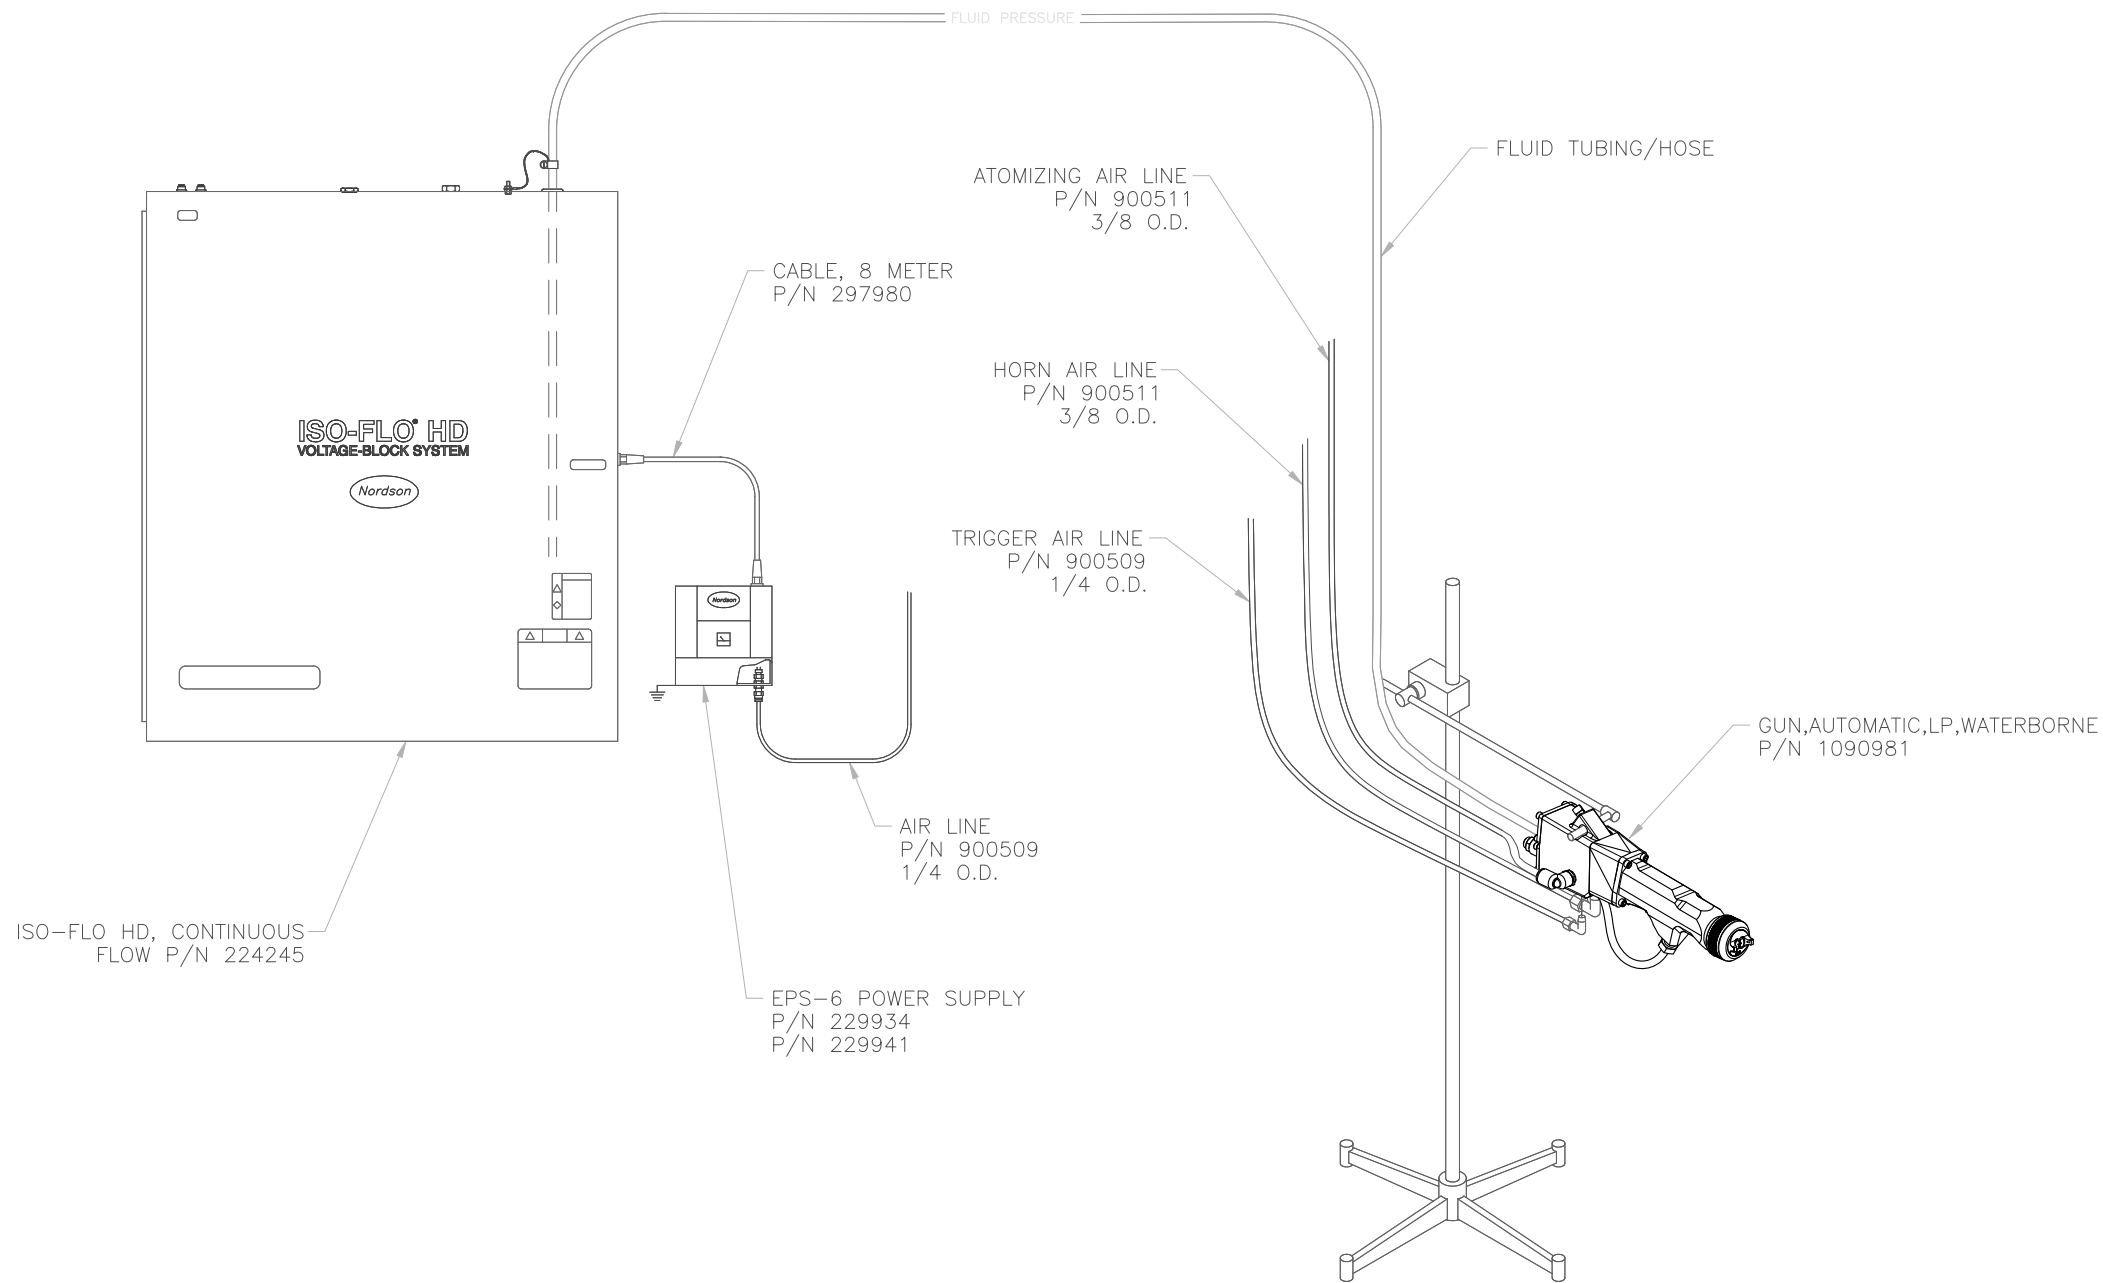 FLUID PRESSURE
FLUID TUBING/HOSE
ATOMIZING AIR LINE
P/N 900511
3/8 O.D.
CABLE, 8 METER
P/N 297980
HORN AIR LINE
P/N 900511
3/8 O.D.
ISO-FLO® HD
VOLTAGE-BLOCK SYSTEM
Nordson
TRIGGER AIR LINE
P/N 900509
1/4 O.D.
Nordson
GUN,AUTOMATIC,LP,WATERBORNE
P/N 1090981
AIR LINE
P/N 900509
1/4 O.D.
ISO-FLO HD, CONTINUOUS
FLOW P/N 224245
EPS-6 POWER SUPPLY
P/N 229934
P/N 229941